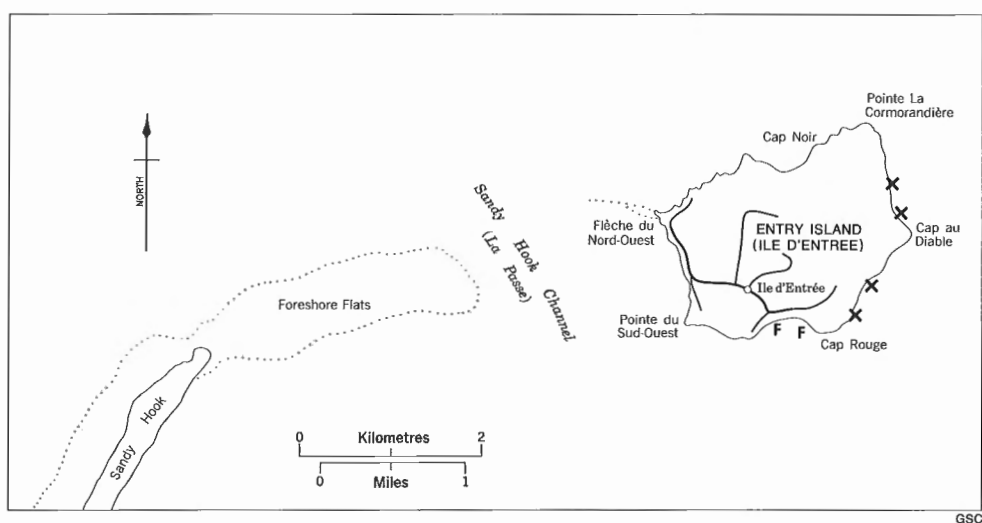 Pointe La
Cormorandière
Cap Noir
NORTH
Sandy Hook Channel
(La Passe)
Flèche du
Nord-Ouest
ENTRY ISLAND
(ILE D'ENTREE)
Cap au
Diable
Ile d'Entrée
Foreshore Flats
Pointe du
Sud-Ouest
F F
Cap Rouge
Sandy Hook
0 Kilometres 2
0 Miles 1
GSC